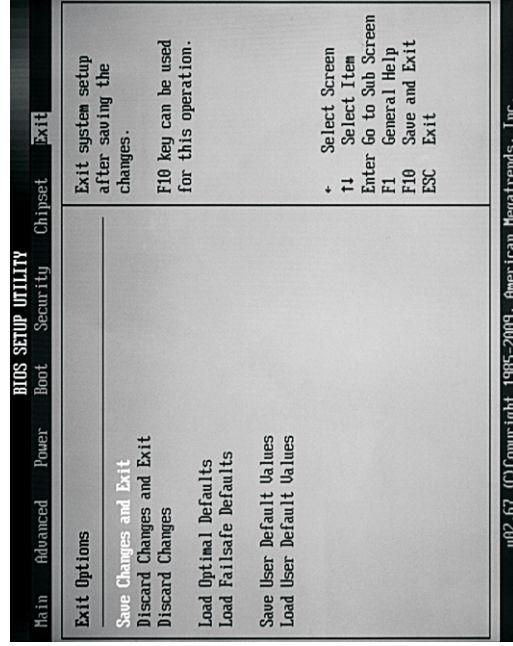 BIOS SETUP UTILITY
Main Advanced Power Boot Security Chipset Exit
Exit Options
Save Changes and Exit
Discard Changes and Exit
Discard Changes
Load Optimal Defaults
Load Failsafe Defaults
Save User Default Values
Load User Default Values
Exit system setup
after saving the
changes.
F10 key can be used
for this operation.
← Select Screen
↑↓ Select Item
Enter Go to Sub Screen
F1 General Help
F10 Save and Exit
ESC Exit
v02.67 (C)Copyright 1985-2009, American Megatrends, Inc.